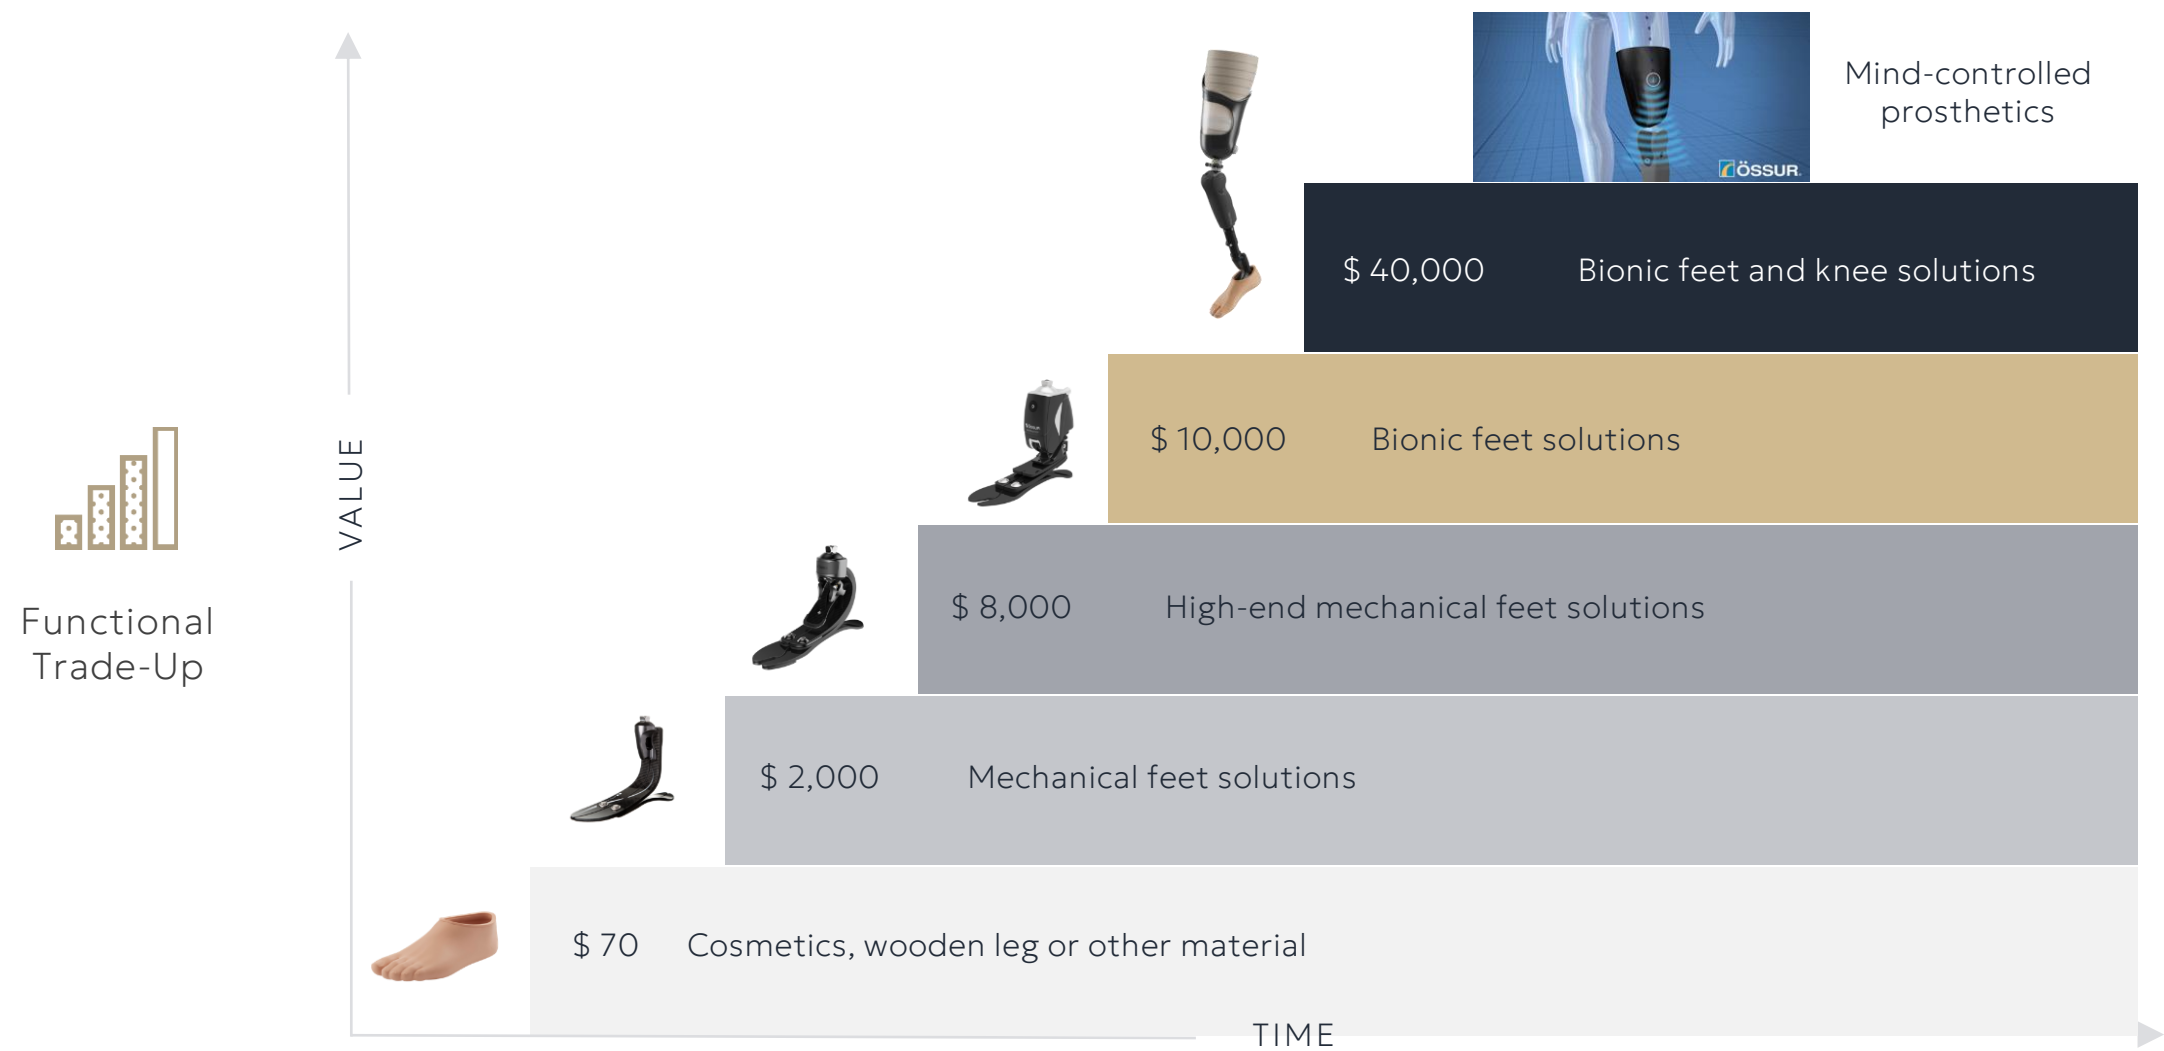 Mind-controlled
prosthetics
ÖSSUR
$ 40,000 Bionic feet and knee solutions
$ 10,000 Bionic feet solutions
VALUE
$ 8,000 High-end mechanical feet solutions
Functional
Trade-Up
$ 2,000 Mechanical feet solutions
$ 70 Cosmetics, wooden leg or other material
TIME